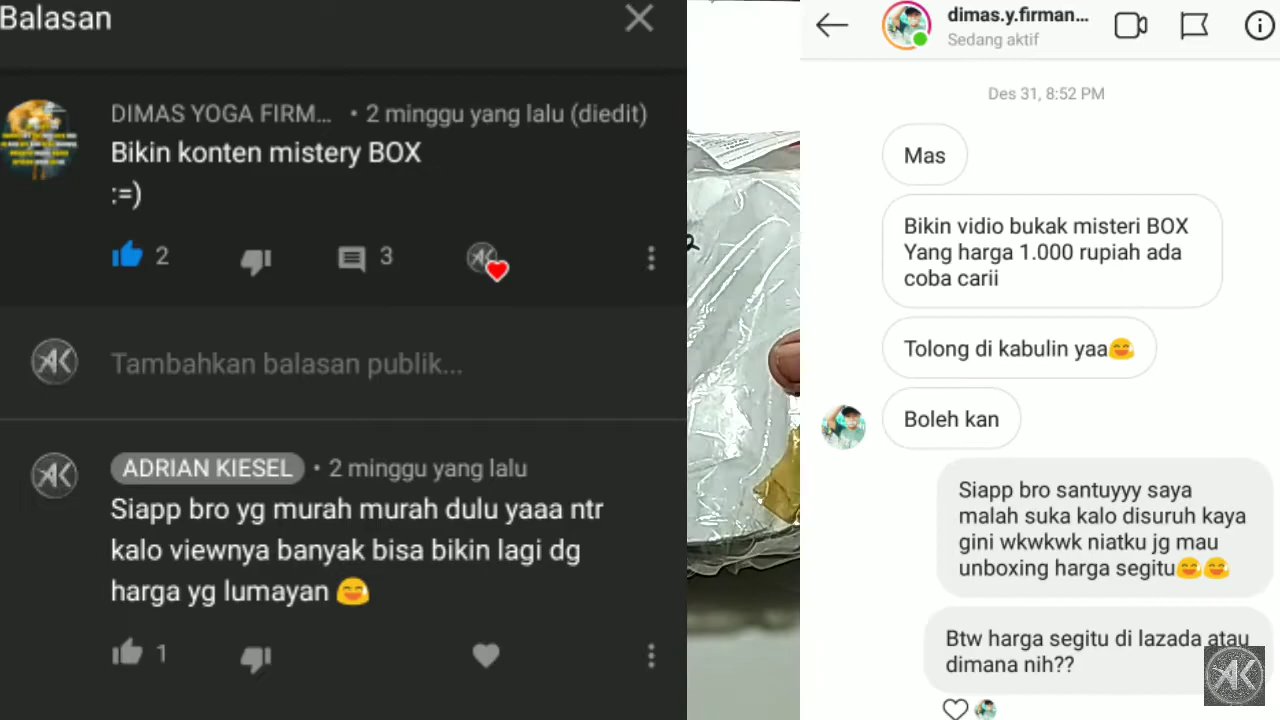 Balasan
DIMAS YOGA FIRM... • 2 minggu yang lalu (diedit)
Bikin konten mistery BOX
:=)
2
3
AK
AK
Tambahkan balasan publik...
AK
ADRIAN KIESEL • 2 minggu yang lalu
Siapp bro yg murah murah dulu yaaa ntr
kalo viewnya banyak bisa bikin lagi dg
harga yg lumayan 😅
1
dimas.y.firman...
Sedang aktif
Des 31, 8:52 PM
Mas
Bikin vidio bukak misteri BOX
Yang harga 1.000 rupiah ada
coba carii
Tolong di kabulin yaa😅
Boleh kan
Siapp bro santuyyy saya
malah suka kalo disuruh kaya
gini wkwkwk niatku jg mau
unboxing harga segitu😅😅
Btw harga segitu di lazada atau
dimana nih??
AK